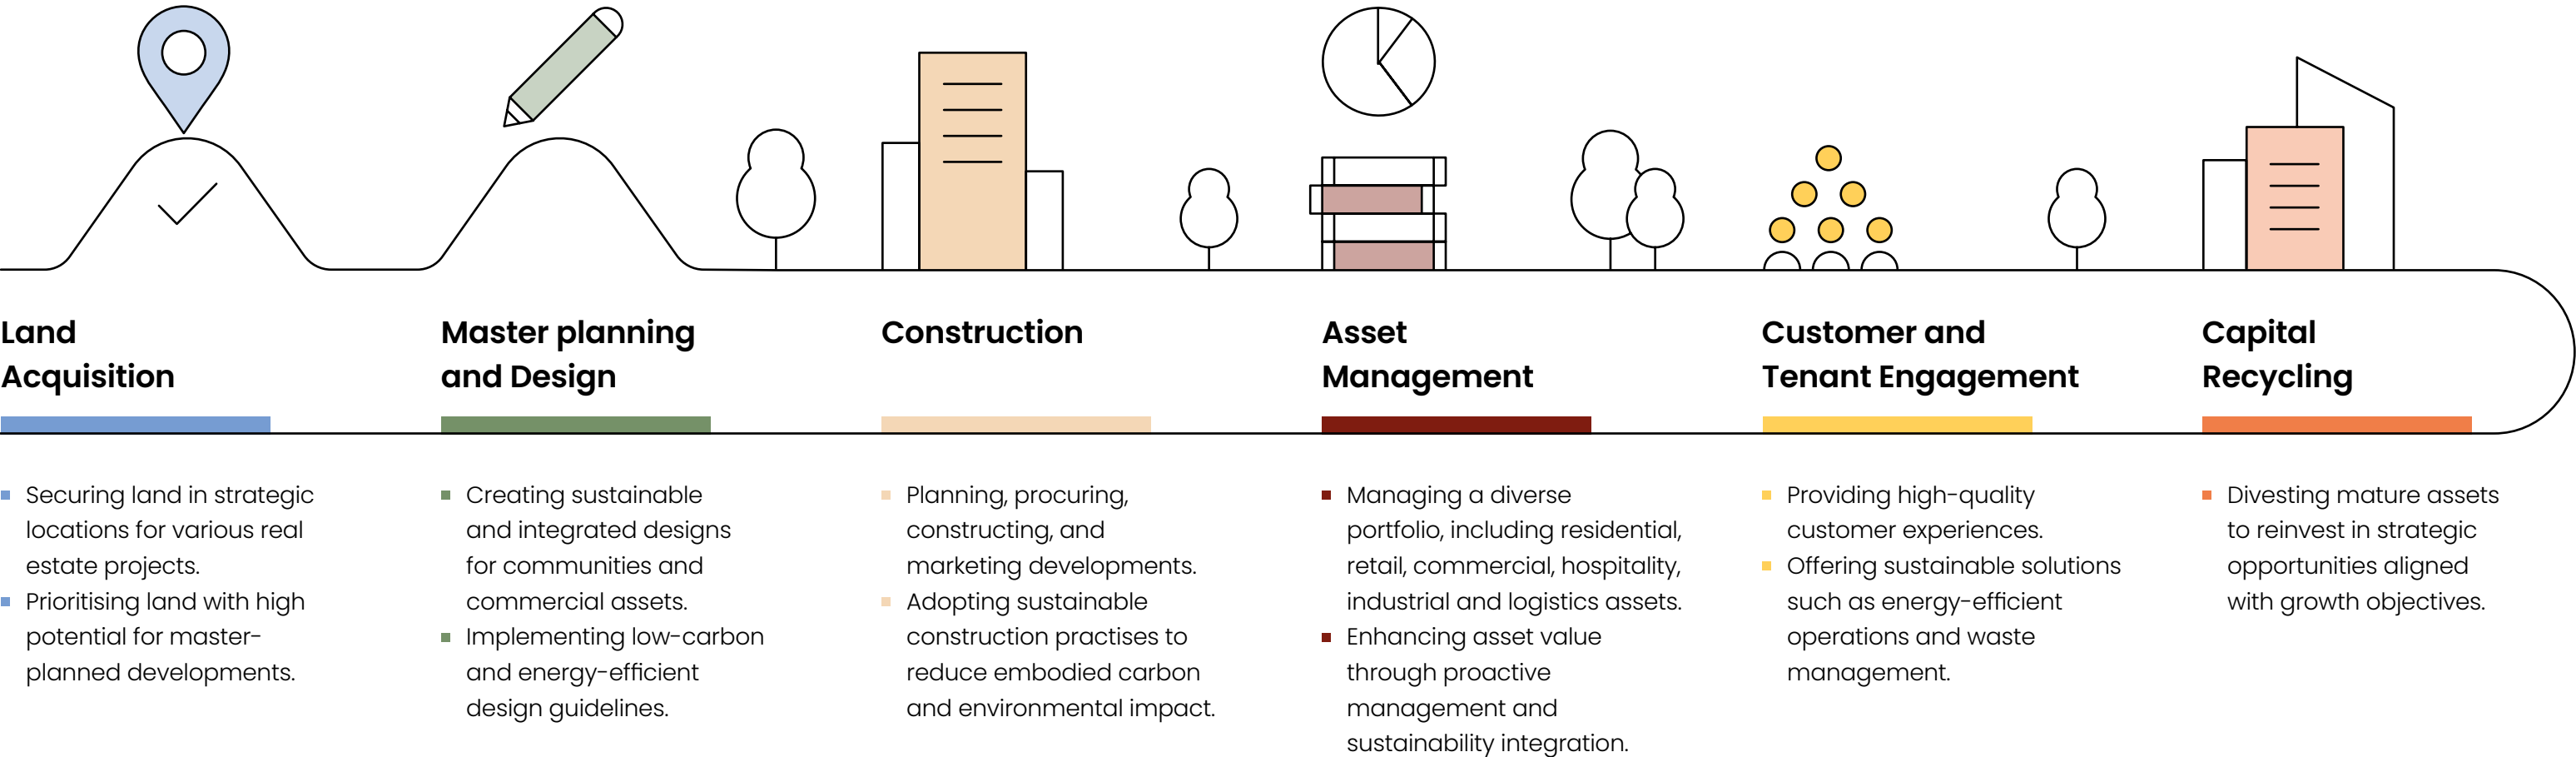 Land
Acquisition
Securing land in strategic
locations for various real
estate projects.
Prioritising land with high
potential for master-
planned developments.
Master planning
and Design
Creating sustainable
and integrated designs
for communities and
commercial assets.
Implementing low-carbon
and energy-efficient
design guidelines.
Construction
Planning, procuring,
constructing, and
marketing developments.
Adopting sustainable
construction practises to
reduce embodied carbon
and environmental impact.
Asset
Management
Managing a diverse
portfolio, including residential,
retail, commercial, hospitality,
industrial and logistics assets.
Enhancing asset value
through proactive
management and
sustainability integration.
Customer and
Tenant Engagement
Providing high-quality
customer experiences.
Offering sustainable solutions
such as energy-efficient
operations and waste
management.
Capital
Recycling
Divesting mature assets
to reinvest in strategic
opportunities aligned
with growth objectives.